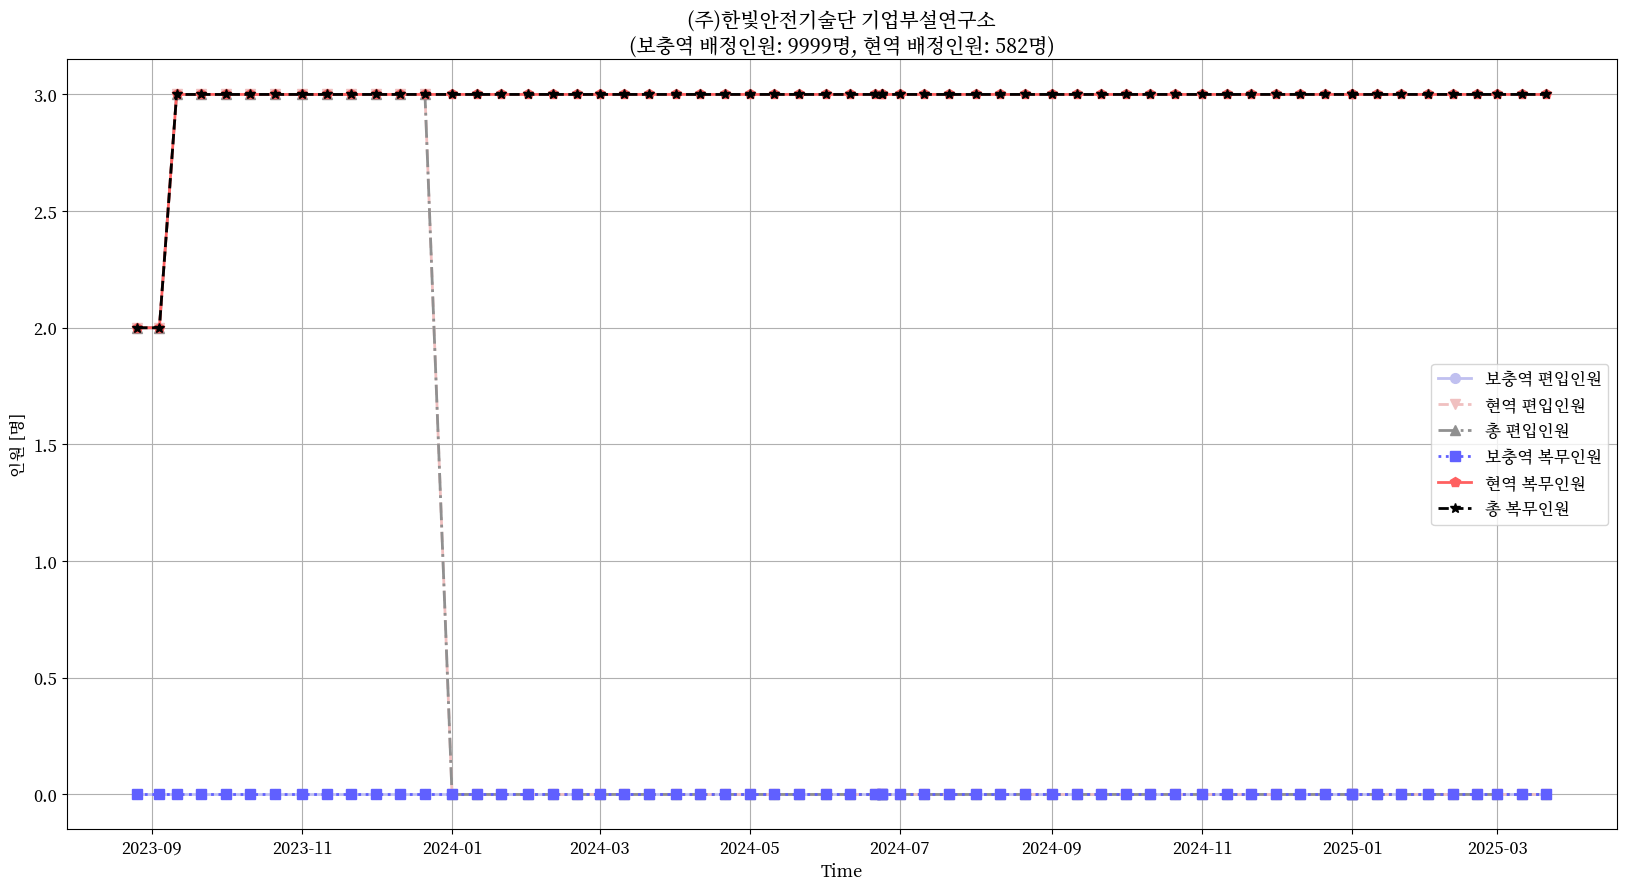 (주)한빛안전기술단 기업부설연구소
(보충역 배정인원: 9999명, 현역 배정인원: 582명)
3.0
2.5
2.0
1.5
1.0
0.5
0.0
인원 [명]
보충역 편입인원
현역 편입인원
총 편입인원
보충역 복무인원
현역 복무인원
총 복무인원
2023-09 2023-11 2024-01 2024-03 2024-05 2024-07 2024-09 2024-11 2025-01 2025-03
Time